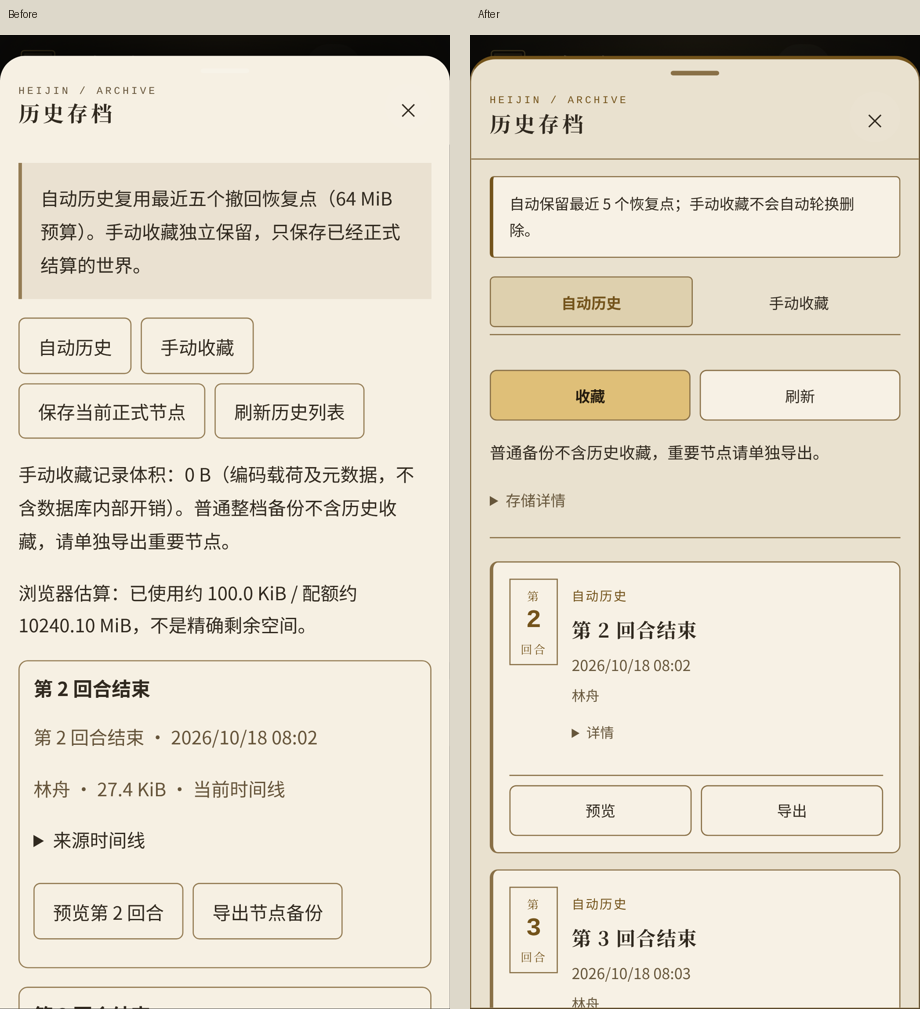 Before
HEIJIN / ARCHIVE
历史存档
×
自动历史复用最近五个撤回恢复点（64 MiB
预算）。手动收藏独立保留，只保存已经正式
结算的世界。
自动历史
手动收藏
保存当前正式节点
刷新历史列表
手动收藏记录体积：0 B（编码载荷及元数据，不
含数据库内部开销）。普通整档备份不含历史收
藏，请单独导出重要节点。
浏览器估算：已使用约 100.0 KiB / 配额约
10240.10 MiB，不是精确剩余空间。
第 2 回合结束
第 2 回合结束 · 2026/10/18 08:02
林舟 · 27.4 KiB · 当前时间线
▶ 来源时间线
预览第 2 回合
导出节点备份
After
HEIJIN / ARCHIVE
历史存档
×
自动保留最近 5 个恢复点；手动收藏不会自动轮换删
除。
自动历史
手动收藏
收藏
刷新
普通备份不含历史收藏，重要节点请单独导出。
▶ 存储详情
第
2
回合
自动历史
第 2 回合结束
2026/10/18 08:02
林舟
▶ 详情
预览
导出
第
3
回合
自动历史
第 3 回合结束
2026/10/18 08:03
林舟